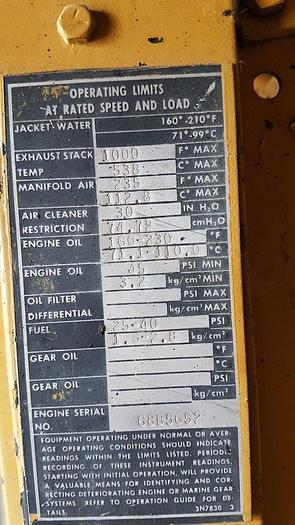 OPERATING LIMITS
AT RATED SPEED AND LOAD
JACKET WATER 160°-210°F
71°-99°C
EXHAUST STACK 1000 F° MAX
TEMP 538 C° MAX
MANIFOLD AIR 235 F° MAX
112.8 C° MAX
AIR CLEANER 30 IN H₂O
RESTRICTION 74.72 cmH₂O
ENGINE OIL 160-230 °F
71.1-110.0 °C
ENGINE OIL 45 PSI MIN
3.2 kg/cm² MIN
OIL FILTER PSI MAX
DIFFERENTIAL kg/cm² MAX
FUEL 25-40 PSI
1.8-2.8 kg/cm²
GEAR OIL °F
°C
GEAR OIL PSI
kg/cm²
ENGINE SERIAL
NO. 68B5652
EQUIPMENT OPERATING UNDER NORMAL OR AVER-
AGE OPERATING CONDITIONS SHOULD INDICATE
READINGS WITHIN THE LIMITS LISTED. PERIODIC
RECORDING OF THESE INSTRUMENT READINGS,
STARTING WITH INITIAL OPERATION, WILL PROVIDE
A VALUABLE MEANS FOR IDENTIFYING AND COR-
RECTING DETERIORATING ENGINE OR MARINE GEAR
SYSTEMS. REFER TO OPERATION GUIDE FOR DE-
TAILS. 3N7830 3